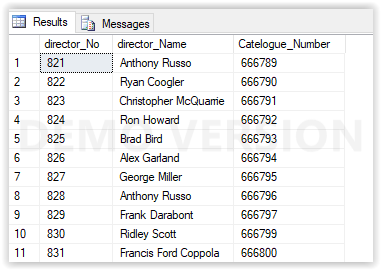 Results Messages
director_No director_Name Catelogue_Number
1 821 Anthony Russo 666789
2 822 Ryan Coogler 666790
3 823 Christopher McQuarrie 666791
4 824 Ron Howard 666792
5 825 Brad Bird 666793
6 826 Alex Garland 666794
7 827 George Miller 666795
8 828 Anthony Russo 666796
9 829 Frank Darabont 666797
10 830 Ridley Scott 666799
11 831 Francis Ford Coppola 666800
DEMO VERSION